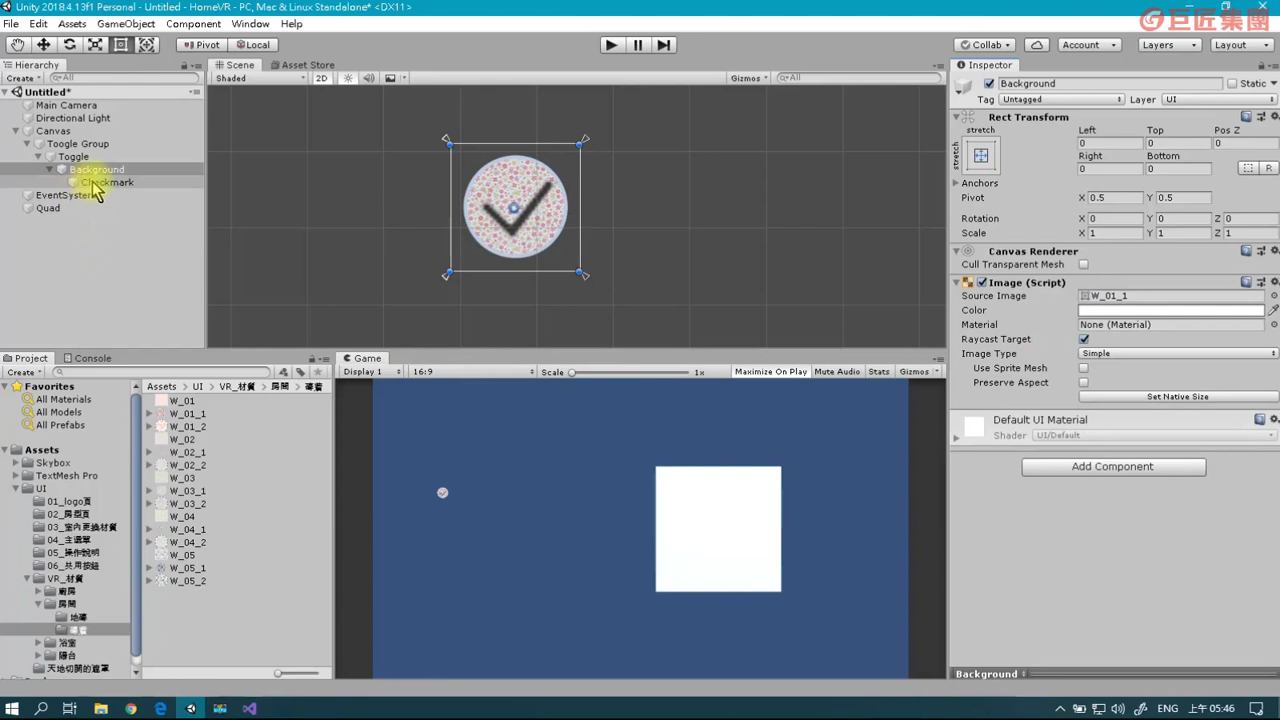 Unity 2018.4.13f1 Personal - Untitled - HomeVR - PC, Mac & Linux Standalone* <DX11>
巨匠集團
File Edit Assets GameObject Component Window Help
Pivot Local Collab Account Layers Layout
Hierarchy
Create All
Untitled*
Main Camera
Directional Light
Canvas
Toogle Group
Toggle
Background
Checkmark
EventSystem
Quad
Scene Asset Store
Shaded 2D Gizmos All
Inspector
Background Static
Tag Untagged Layer UI
Rect Transform
stretch Left Top Pos Z
stretch 0 0 0
Right Bottom
0 0 R
Anchors
Pivot X 0.5 Y 0.5
Rotation X 0 Y 0 Z 0
Scale X 1 Y 1 Z 1
Canvas Renderer
Cull Transparent Mesh
Image (Script)
Source Image W_01_1
Color
Material None (Material)
Raycast Target
Image Type Simple
Use Sprite Mesh
Preserve Aspect
Set Native Size
Default UI Material
Shader UI/Default
Add Component
Background
Project Console
Create
Favorites
All Materials
All Models
All Prefabs
Assets
Skybox
TextMesh Pro
UI
01_logo頁
02_房型頁
03_室內更換材質
04_主選單
05_操作說明
06_共用按鈕
VR_材質
廚房
房間
地磚
浴室
陽台
天地切開的遮罩
Assets UI VR_材質 房間
W_01
W_01_1
W_01_2
W_02
W_02_1
W_02_2
W_03
W_03_1
W_03_2
W_04
W_04_1
W_04_2
W_05
W_05_1
W_05_2
Game
Display 1 16:9 Scale 1x Maximize On Play Mute Audio Stats Gizmos
ENG 上午 05:46